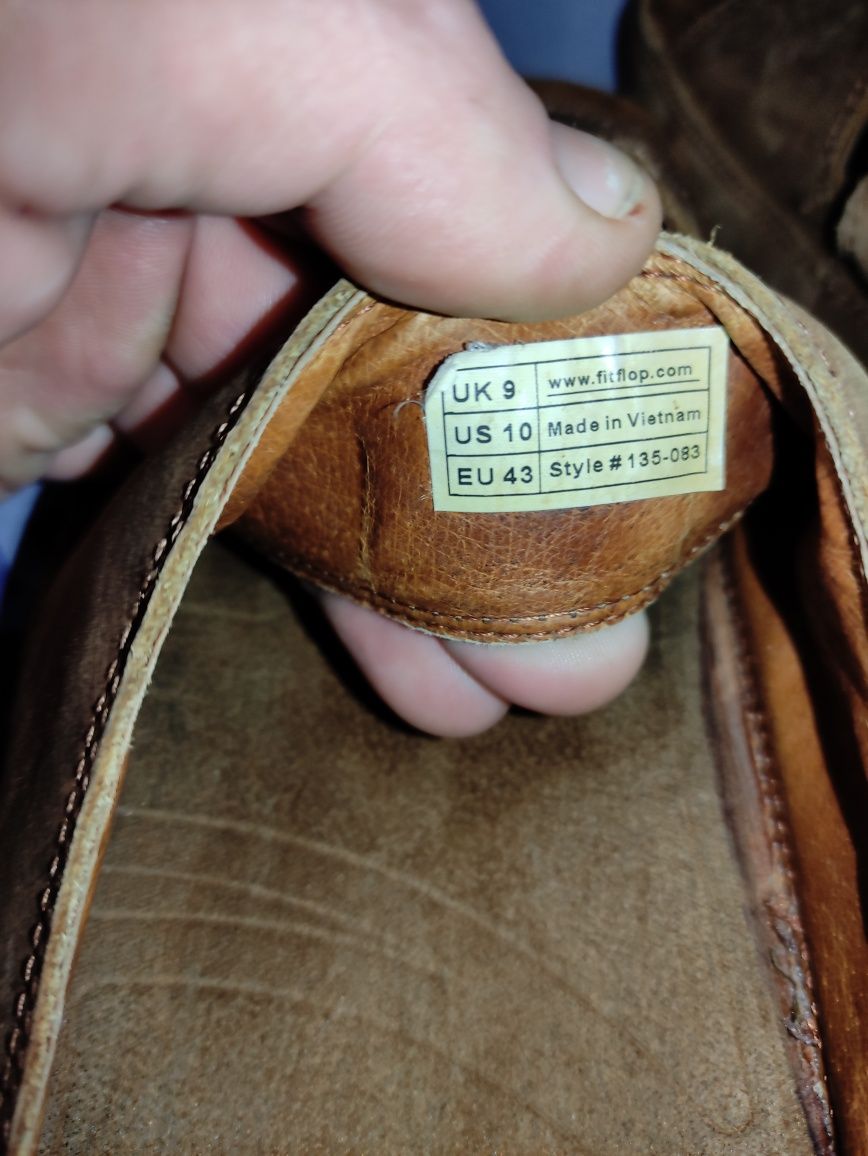 UK 9 www.fitflop.com
US 10 Made in Vietnam
EU 43 Style # 135-083